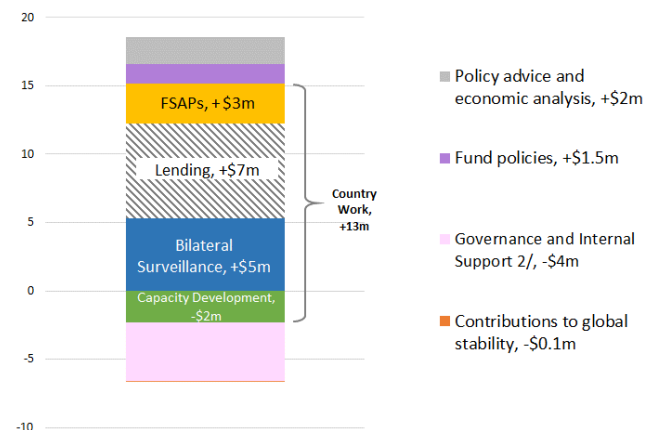 20
15
10
5
0
-5
-10
FSAPs, +$3m
Lending, +$7m
Bilateral
Surveillance, +$5m
Capacity Development,
-$2m
Country
Work,
+13m
Policy advice and
economic analysis, +$2m
Fund policies, +$1.5m
Governance and Internal
Support 2/, -$4m
Contributions to global
stability, -$0.1m